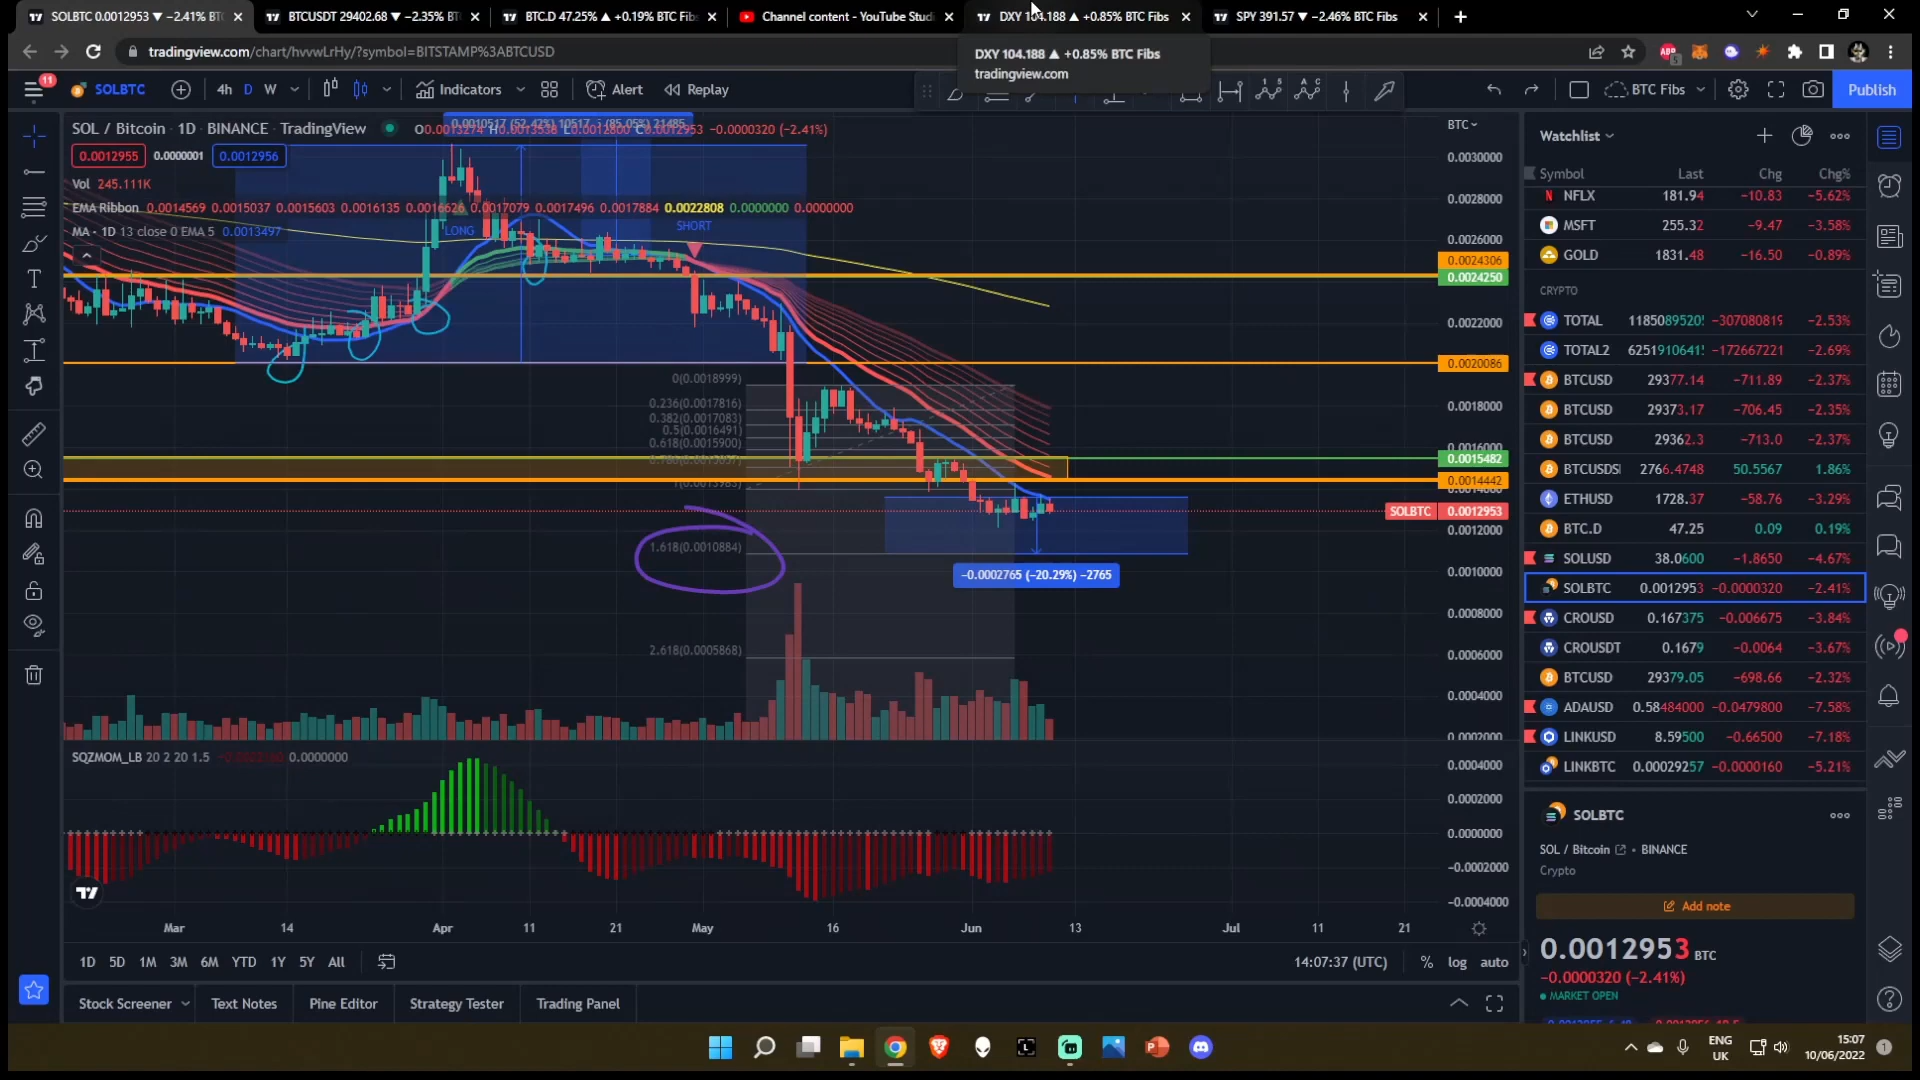 SOLBTC 0.0012953 ▼ −2.41% BTC F
BTCUSDT 29402.68 ▼ −2.35% BT
BTC.D 47.25% ▲ +0.19% BTC Fib
Channel content - YouTube Studi
DXY 104.188 ▲ +0.85% BTC Fibs
SPY 391.57 ▼ −2.46% BTC Fibs
tradingview.com/chart/hvvwLrHy/?symbol=BITSTAMP%3ABTCUSD
DXY 104.188 ▲ +0.85% BTC Fibs
tradingview.com
11
SOLBTC
4h D W
Indicators
Alert
Replay
BTC Fibs
Publish
SOL / Bitcoin • 1D • BINANCE TradingView
−0.0000320 (−2.41%)
BTC
0.0012955 0.0000001 0.0012956
Vol 245.111K
EMA Ribbon 0.0014569 0.0015037 0.0015603 0.0016135 0.0016626 0.0017079 0.0017496 0.0017884 0.0022808 0.0000000 0.0000000
MA · 1D 13 close 0 EMA 5 0.0013497
LONG
SHORT
0.0030000
0.0028000
0.0026000
0.0024306
0.0024250
0.0022000
0.0020086
0.0018000
0.0016000
0.0015482
0.0014442
SOLBTC 0.0012953
0.0012000
0.0010000
0.0008000
0.0006000
0.0004000
0.0002000
0(0.0018999)
0.236(0.0017816)
0.382(0.0017083)
0.5(0.0016491)
0.618(0.0015900)
1.618(0.0010884)
2.618(0.0005868)
−0.0002765 (−20.29%) −2765
SQZMOM_LB 20 2 20 1.5 0.0000000
0.0004000
0.0002000
0.0000000
−0.0002000
−0.0004000
Mar 14 Apr 11 21 May 16 Jun 13 Jul 11 21
1D 5D 1M 3M 6M YTD 1Y 5Y All
14:07:37 (UTC) % log auto
Stock Screener Text Notes Pine Editor Strategy Tester Trading Panel
Watchlist
Symbol Last Chg Chg%
NFLX 181.94 −10.83 −5.62%
MSFT 255.32 −9.47 −3.58%
GOLD 1831.48 −16.50 −0.89%
CRYPTO
TOTAL 1185089520 −307080819 −2.53%
TOTAL2 625191064 −172667221 −2.69%
BTCUSD 29377.14 −711.89 −2.37%
BTCUSD 29373.17 −706.45 −2.35%
BTCUSD 29362.3 −713.0 −2.37%
BTCUSDS 2766.4748 50.5567 1.86%
ETHUSD 1728.37 −58.76 −3.29%
BTC.D 47.25 0.09 0.19%
SOLUSD 38.0600 −1.8650 −4.67%
SOLBTC 0.0012953 −0.0000320 −2.41%
CROUSD 0.167375 −0.006675 −3.84%
CROUSDT 0.1679 −0.0064 −3.67%
BTCUSD 29379.05 −698.66 −2.32%
ADAUSD 0.58484000 −0.0479800 −7.58%
LINKUSD 8.59500 −0.66500 −7.18%
LINKBTC 0.00029257 −0.0000160 −5.21%
SOLBTC
SOL / Bitcoin • BINANCE
Crypto
Add note
0.0012953 BTC
−0.0000320 (−2.41%)
MARKET OPEN
ENG
UK
15:07
10/06/2022
1